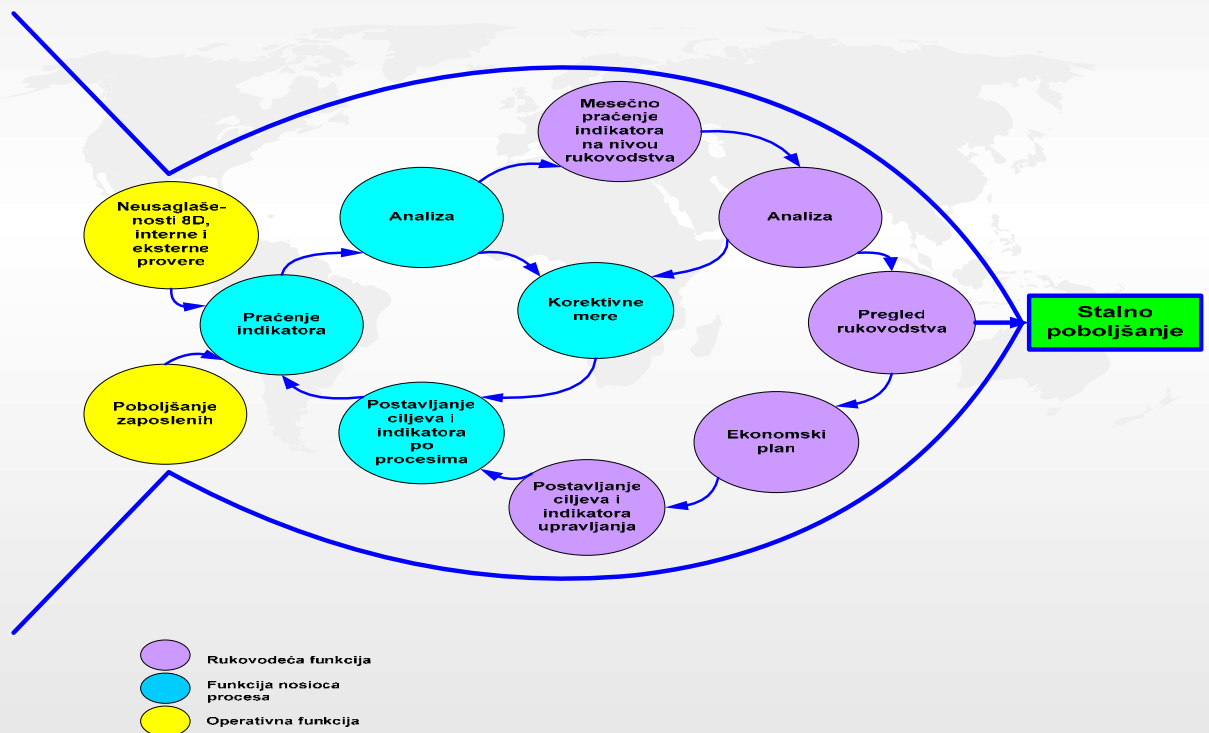 Mesečno
praćenje
indikatora
na nivou
rukovodstva
Neusaglaše-
nosti 8D,
interne i
eksterne
provere
Analiza
Analiza
Praćenje
indikatora
Korektivne
mere
Pregled
rukovodstva
Stalno
poboljšanje
Poboljšanje
zaposlenih
Postavljanje
ciljeva i
indikatora
po
procesima
Ekonomski
plan
Postavljanje
ciljeva i
indikatora
upravljanja
Rukovodeća funkcija
Funkcija nosioca
procesa
Operativna funkcija